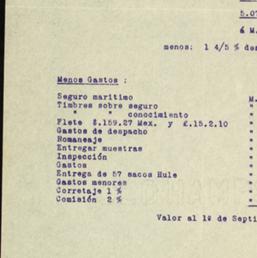 5.07
á M.
menos: 1 4/5 % des
Menos Gastos :
Seguro marítimo M.
Timbres sobre seguro "
" " conocimiento "
Flete $.159.27 Mex. y £.15.2.10 "
Gastos de despacho "
Romaneaje "
Entregar muestras "
Inspección "
Gastos "
Entrega de 57 sacos Hule "
Gastos menores "
Corretaje 1 % "
Comisión 2 % "
Valor al 1º de Septi